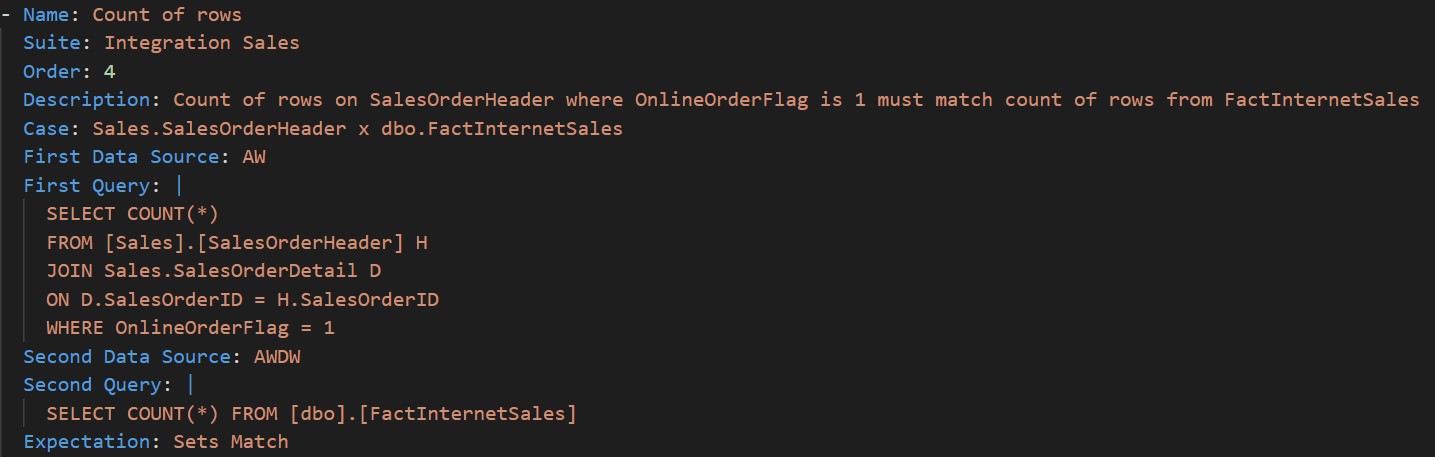 - Name: Count of rows
Suite: Integration Sales
Order: 4
Description: Count of rows on SalesOrderHeader where OnlineOrderFlag is 1 must match count of rows from FactInternetSales
Case: Sales.SalesOrderHeader x dbo.FactInternetSales
First Data Source: AW
First Query: |
SELECT COUNT(*)
FROM [Sales].[SalesOrderHeader] H
JOIN Sales.SalesOrderDetail D
ON D.SalesOrderID = H.SalesOrderID
WHERE OnlineOrderFlag = 1
Second Data Source: AWDW
Second Query: |
SELECT COUNT(*) FROM [dbo].[FactInternetSales]
Expectation: Sets Match